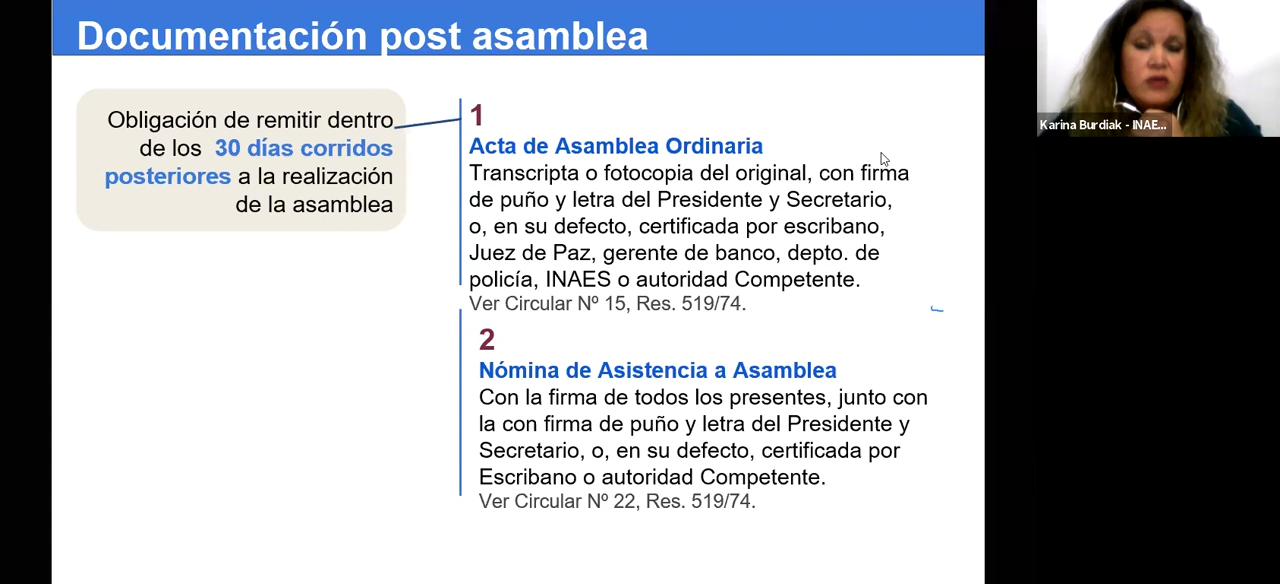 Documentación post asamblea
Obligación de remitir dentro
de los 30 días corridos
posteriores a la realización
de la asamblea
1
Acta de Asamblea Ordinaria
Transcripta o fotocopia del original, con firma
de puño y letra del Presidente y Secretario,
o, en su defecto, certificada por escribano,
Juez de Paz, gerente de banco, depto. de
policía, INAES o autoridad Competente.
Ver Circular Nº 15, Res. 519/74.
2
Nómina de Asistencia a Asamblea
Con la firma de todos los presentes, junto con
la con firma de puño y letra del Presidente y
Secretario, o, en su defecto, certificada por
Escribano o autoridad Competente.
Ver Circular Nº 22, Res. 519/74.
Karina Burdiak - INAE...